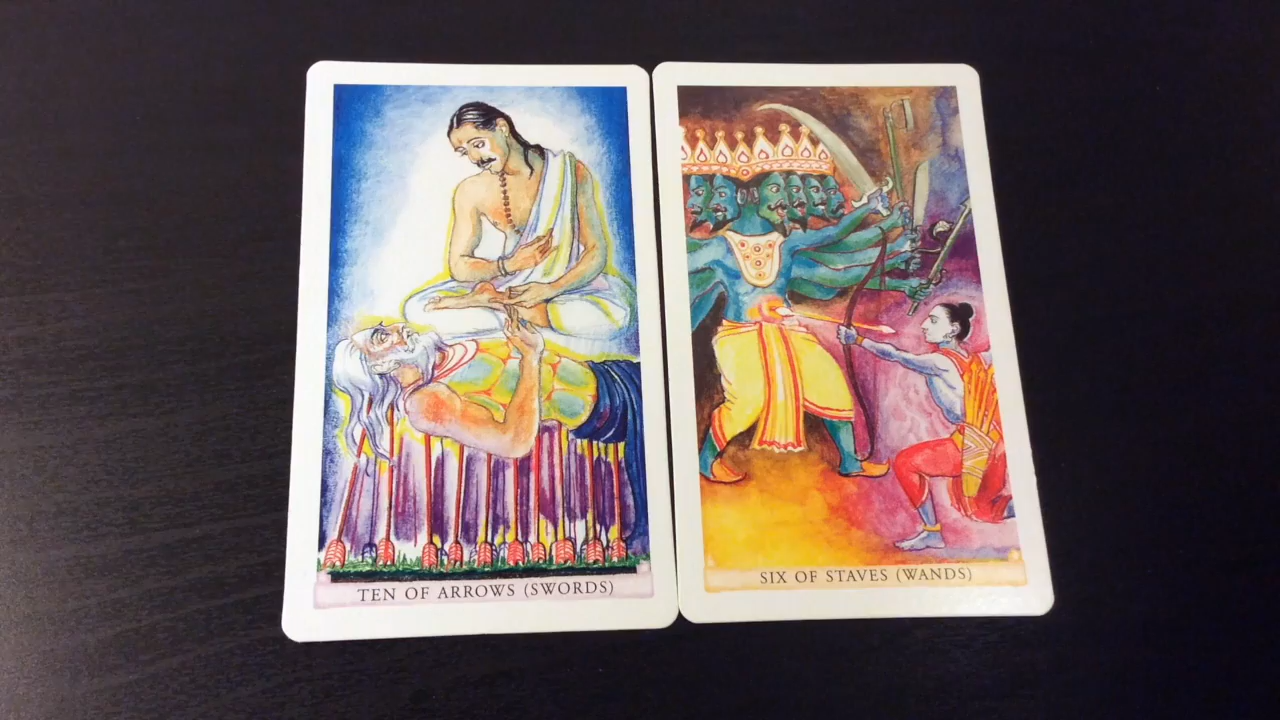 TEN OF ARROWS (SWORDS)
SIX OF STAVES (WANDS)